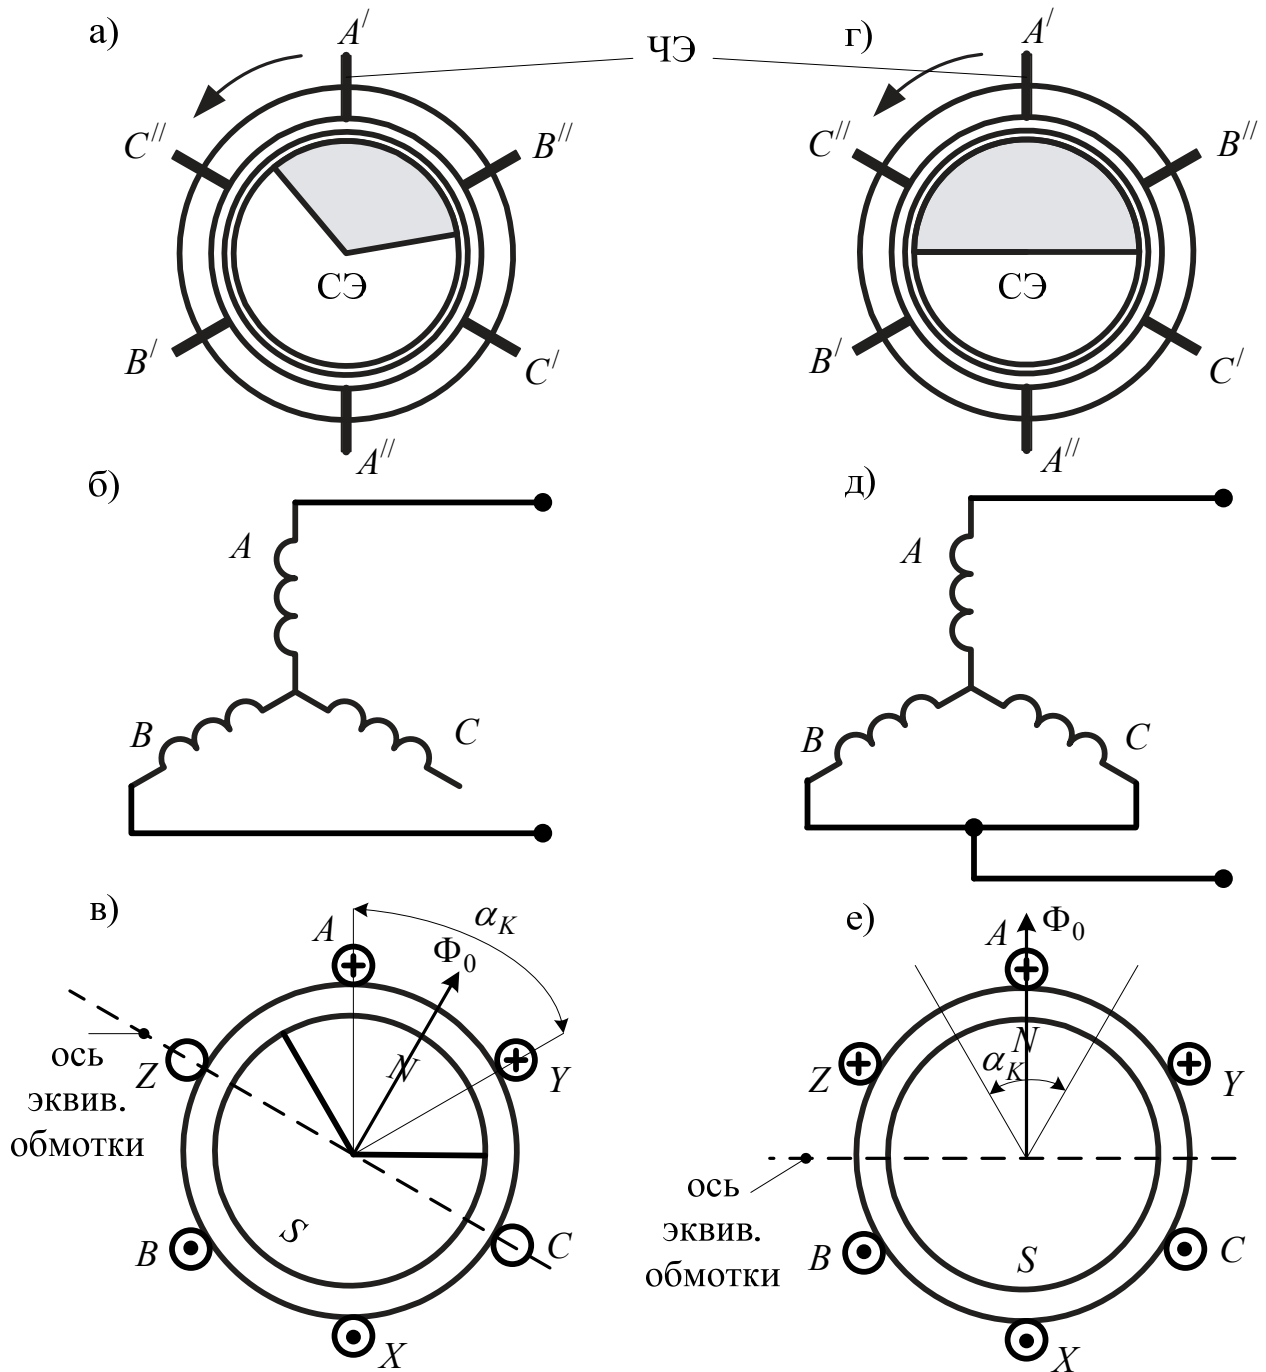 а)
A/
ЧЭ
г)
A/
C//
B//
C//
B//
СЭ
СЭ
B/
C/
B/
C/
A//
A//
б)
д)
A
A
B
C
B
C
в)
A
αK
Φ0
е)
A
Φ0
ось
эквив.
обмотки
Z
N
Y
Z
N
αK
Y
ось
эквив.
обмотки
B
S
C
B
S
C
X
X